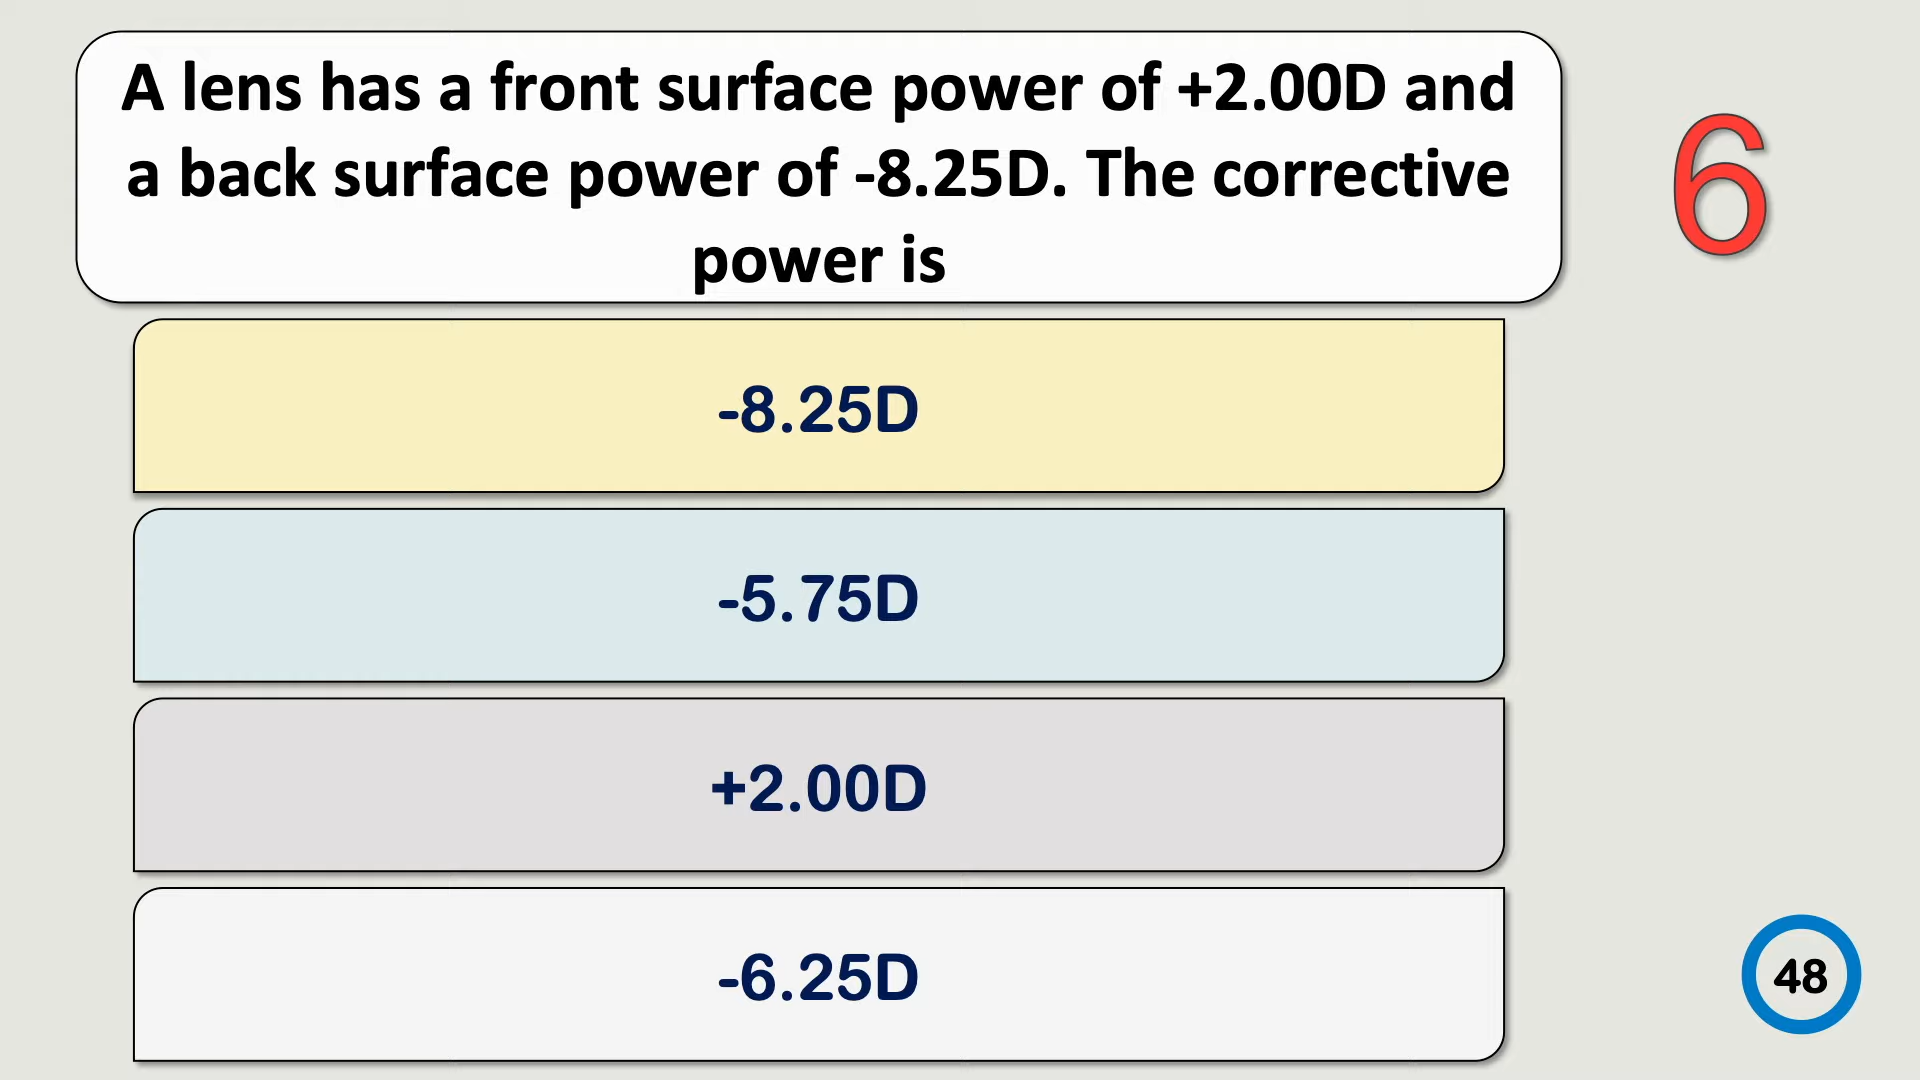 A lens has a front surface power of +2.00D and
a back surface power of -8.25D. The corrective
power is
6
-8.25D
-5.75D
+2.00D
-6.25D
48